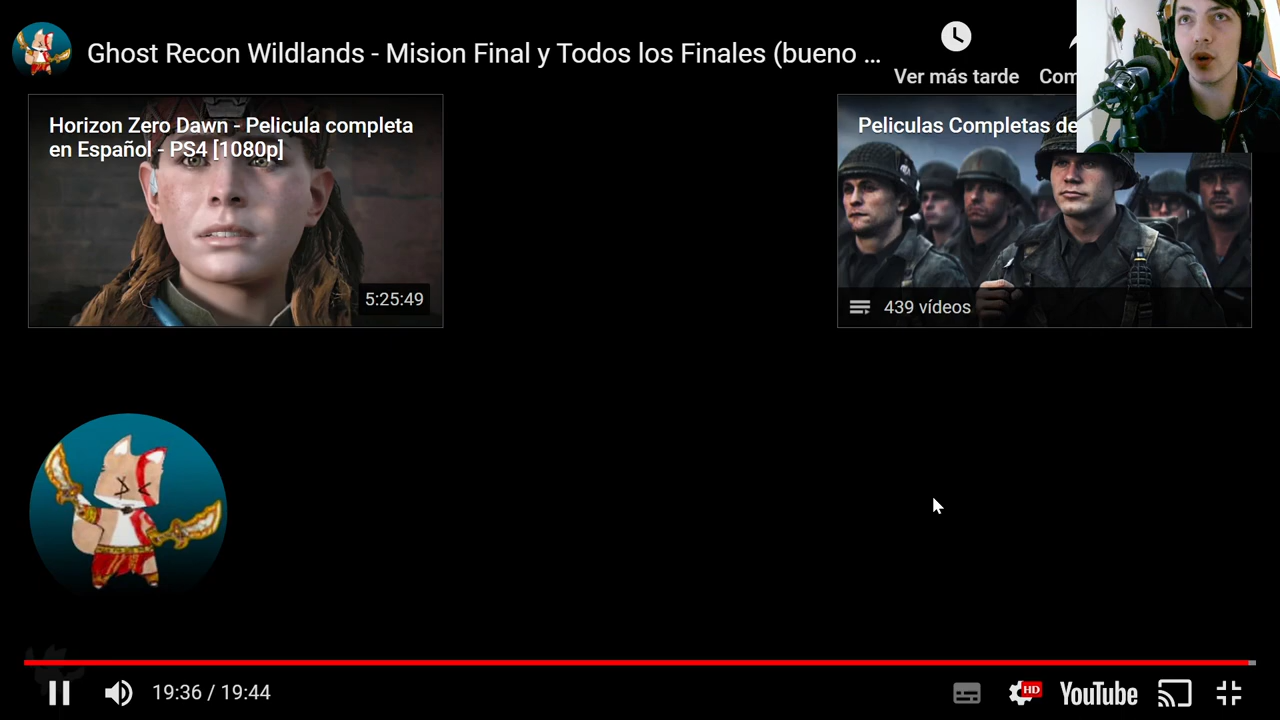 Ghost Recon Wildlands - Mision Final y Todos los Finales (bueno ...
Ver más tarde
Com
Horizon Zero Dawn - Pelicula completa
en Español - PS4 [1080p]
5:25:49
Peliculas Completas de
439 vídeos
19:36 / 19:44
HD
YouTube